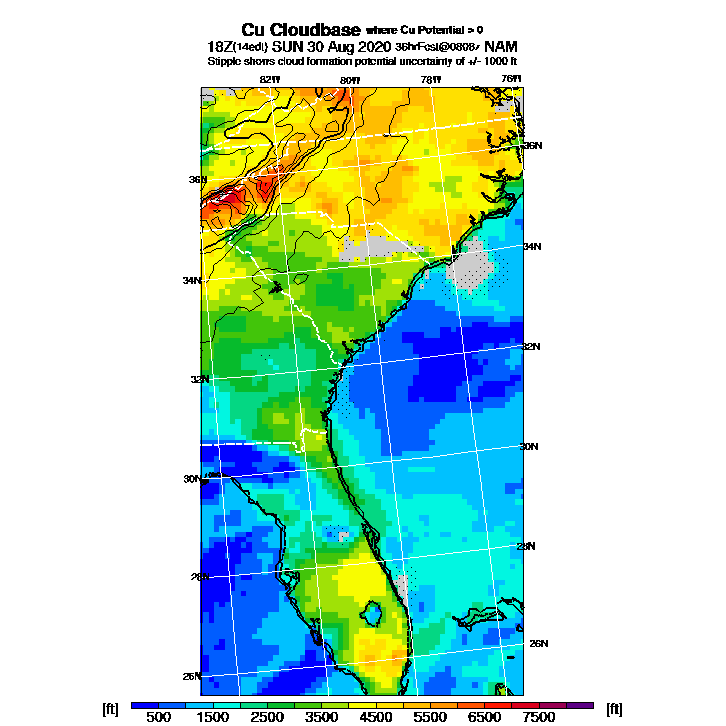 Cu Cloudbase where Cu Potential > 0
18Z(14edt) SUN 30 Aug 2020 36hrFcst@0808z NAM
Stipple shows cloud formation potential uncertainty of +/- 1000 ft
82W 80W 78W 76W
36N
36N
34N
34N
32N
32N
30N
30N
28N
28N
26N
26N
[ft] 500 1500 2500 3500 4500 5500 6500 7500 [ft]